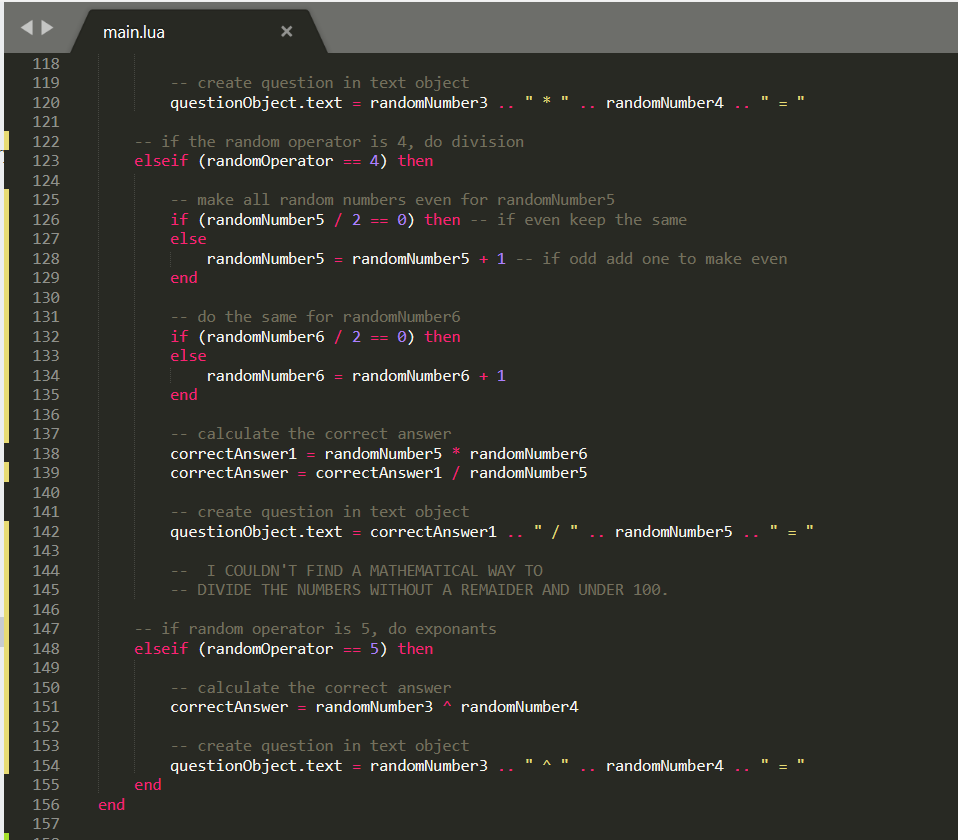 main.lua
118
119 -- create question in text object
120 questionObject.text = randomNumber3 .. " * " .. randomNumber4 .. " = "
121
122 -- if the random operator is 4, do division
123 elseif (randomOperator == 4) then
124
125 -- make all random numbers even for randomNumber5
126 if (randomNumber5 / 2 == 0) then -- if even keep the same
127 else
128 randomNumber5 = randomNumber5 + 1 -- if odd add one to make even
129 end
130
131 -- do the same for randomNumber6
132 if (randomNumber6 / 2 == 0) then
133 else
134 randomNumber6 = randomNumber6 + 1
135 end
136
137 -- calculate the correct answer
138 correctAnswer1 = randomNumber5 * randomNumber6
139 correctAnswer = correctAnswer1 / randomNumber5
140
141 -- create question in text object
142 questionObject.text = correctAnswer1 .. " / " .. randomNumber5 .. " = "
143
144 --  I COULDN'T FIND A MATHEMATICAL WAY TO
145 -- DIVIDE THE NUMBERS WITHOUT A REMAIDER AND UNDER 100.
146
147 -- if random operator is 5, do exponants
148 elseif (randomOperator == 5) then
149
150 -- calculate the correct answer
151 correctAnswer = randomNumber3 ^ randomNumber4
152
153 -- create question in text object
154 questionObject.text = randomNumber3 .. " ^ " .. randomNumber4 .. " = "
155 end
156 end
157